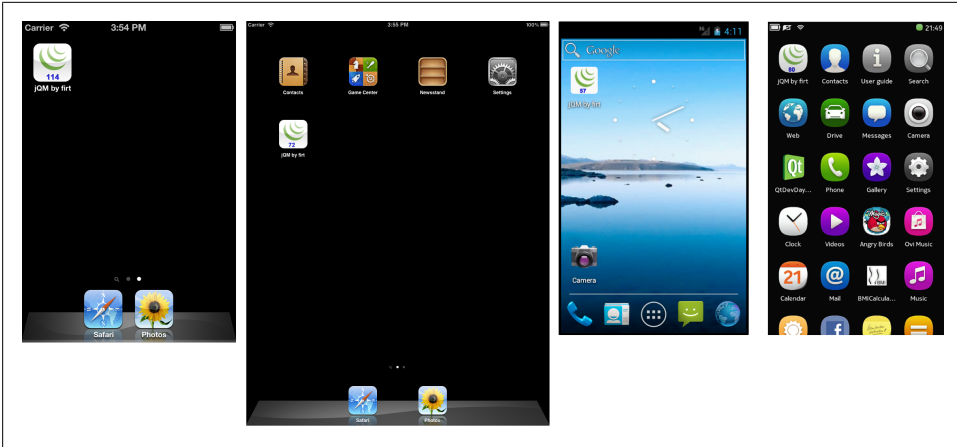 Carrier 3:54 PM
114
jQM by firt
Safari Photos
Carrier 3:55 PM 100%
Contacts Game Center Newsstand Settings
72
jQM by firt
Safari Photos
3G 4:11
Google
57
jQM by firt
Camera
21:49
80
jQM by firt Contacts User guide Search
Web Drive Messages Camera
Qt
QtDevDay... Phone Gallery Settings
Clock Videos Angry Birds Ovi Music
21 @
Calendar Mail BMICalcula... Music
f